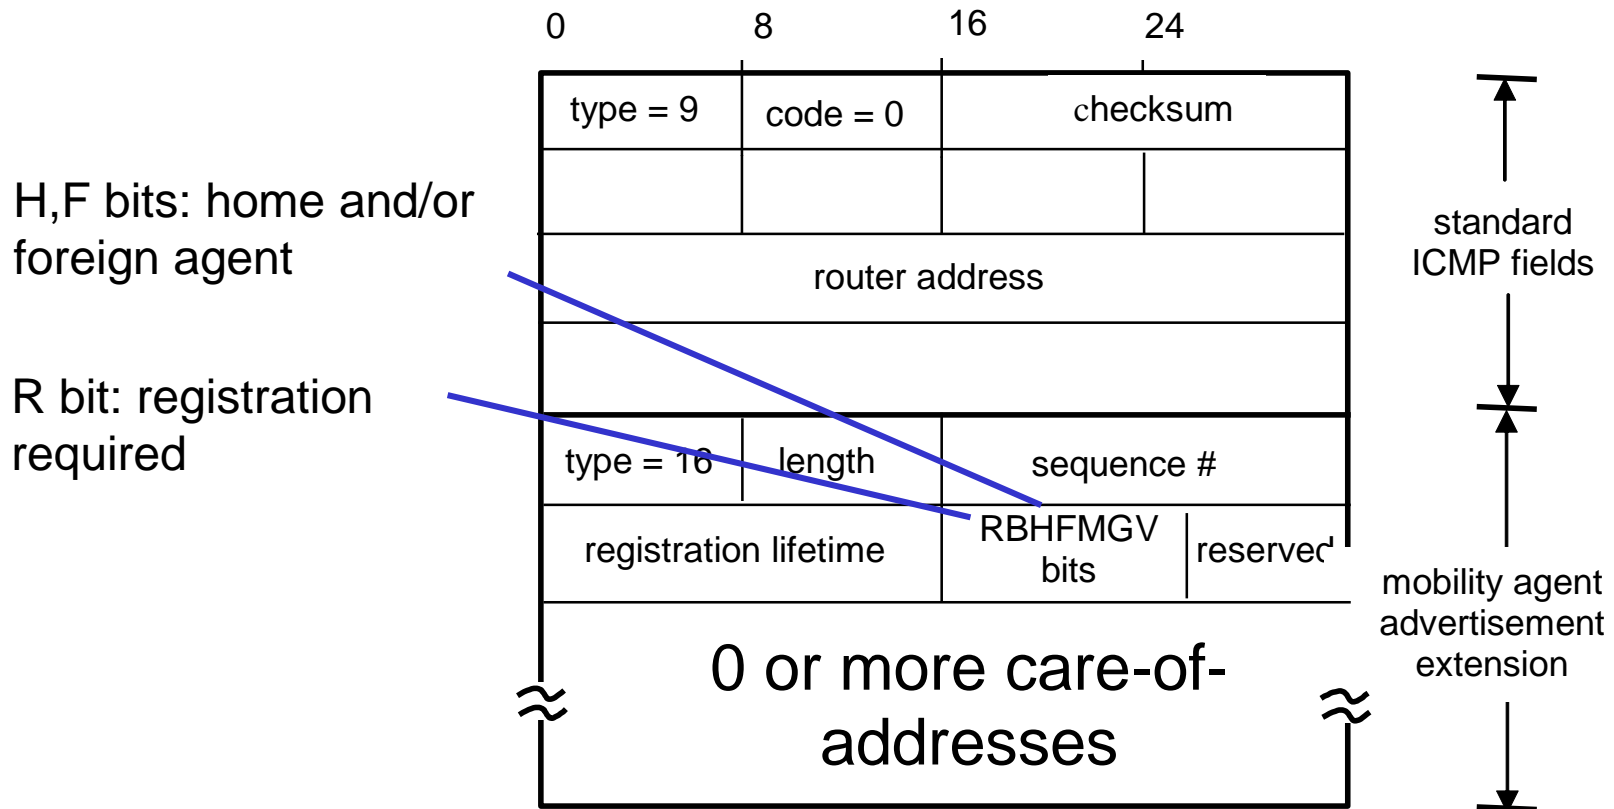 0 8 16 24
type = 9 code = 0 checksum
H,F bits: home and/or
foreign agent
standard
ICMP fields
router address
R bit: registration
required
type = 16 length sequence #
registration lifetime
RBHFMGV
bits
reserved
mobility agent
advertisement
extension
0 or more care-of-
addresses